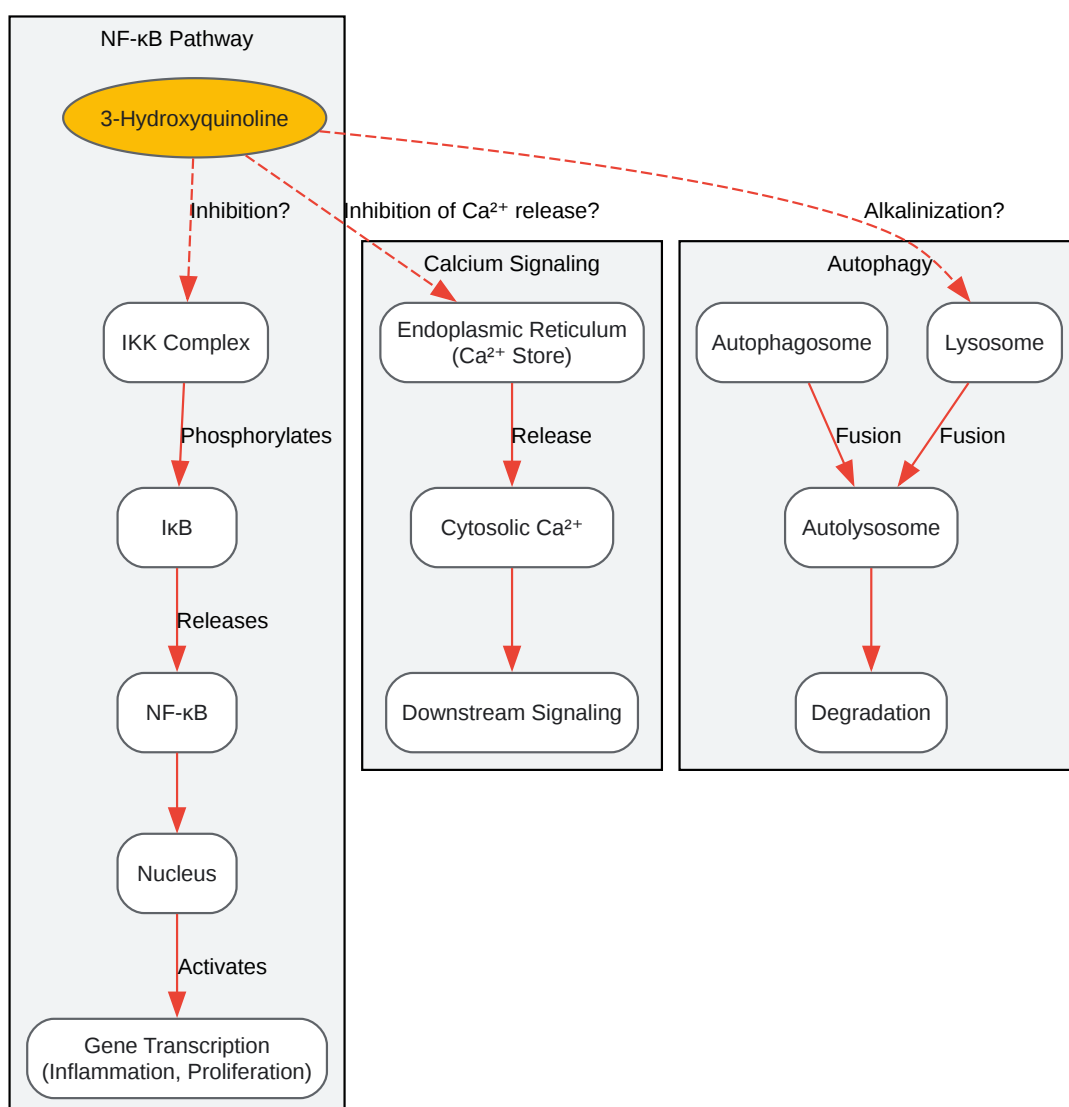 NF-κB Pathway
3-Hydroxyquinoline
Inhibition?
Inhibition of Ca²⁺ release?
Alkalinization?
Calcium Signaling
Autophagy
IKK Complex
Endoplasmic Reticulum
(Ca²⁺ Store)
Autophagosome
Lysosome
Phosphorylates
Release
Fusion
Fusion
IκB
Cytosolic Ca²⁺
Autolysosome
Releases
NF-κB
Downstream Signaling
Degradation
Nucleus
Activates
Gene Transcription
(Inflammation, Proliferation)